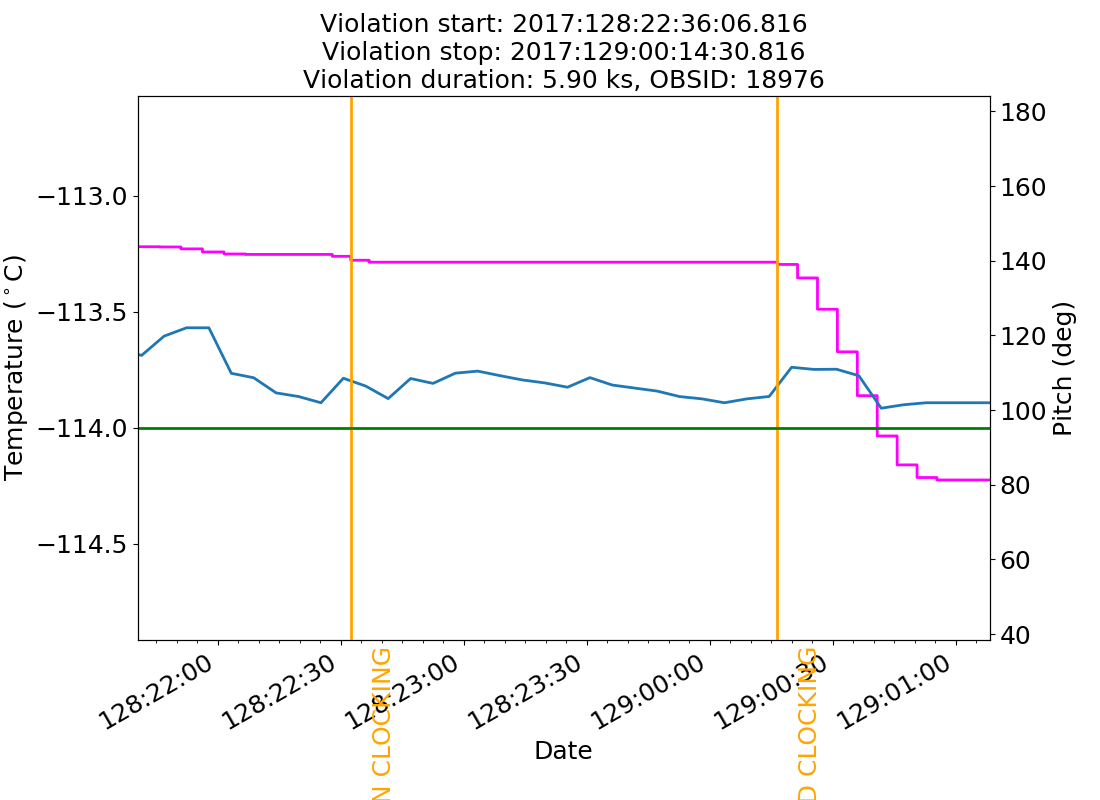 Violation start: 2017:128:22:36:06.816
Violation stop: 2017:129:00:14:30.816
Violation duration: 5.90 ks, OBSID: 18976
Temperature (°C)
−113.0
−113.5
−114.0
−114.5
180
160
140
120
100
80
60
40
Pitch (deg)
128:22:00
128:22:30
128:23:00
128:23:30
129:00:00
129:00:30
129:01:00
N CLOCKING
D CLOCKING
Date